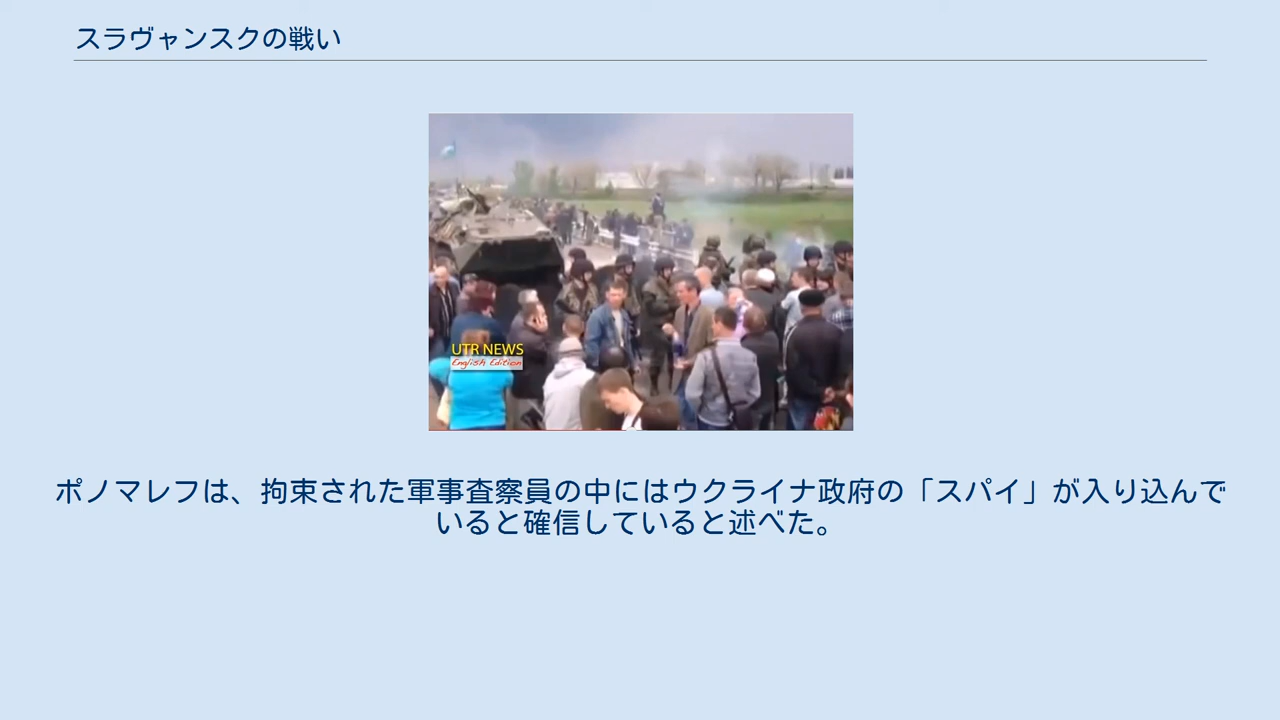 スラヴャンスクの戦い
UTR NEWS
English Edition
ポノマレフは、拘束された軍事査察員の中にはウクライナ政府の「スパイ」が入り込んで
いると確信していると述べた。